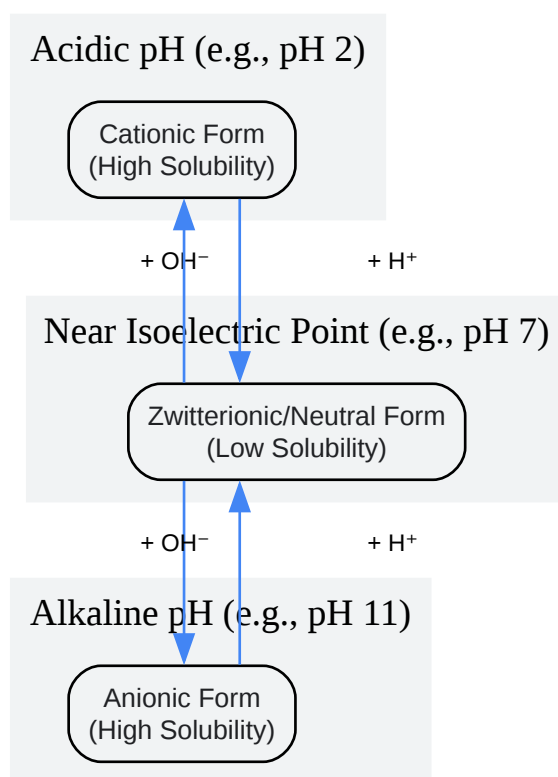 Acidic pH (e.g., pH 2)
Cationic Form
(High Solubility)
+ OH⁻
+ H⁺
Near Isoelectric Point (e.g., pH 7)
Zwitterionic/Neutral Form
(Low Solubility)
+ OH⁻
+ H⁺
Alkaline pH (e.g., pH 11)
Anionic Form
(High Solubility)